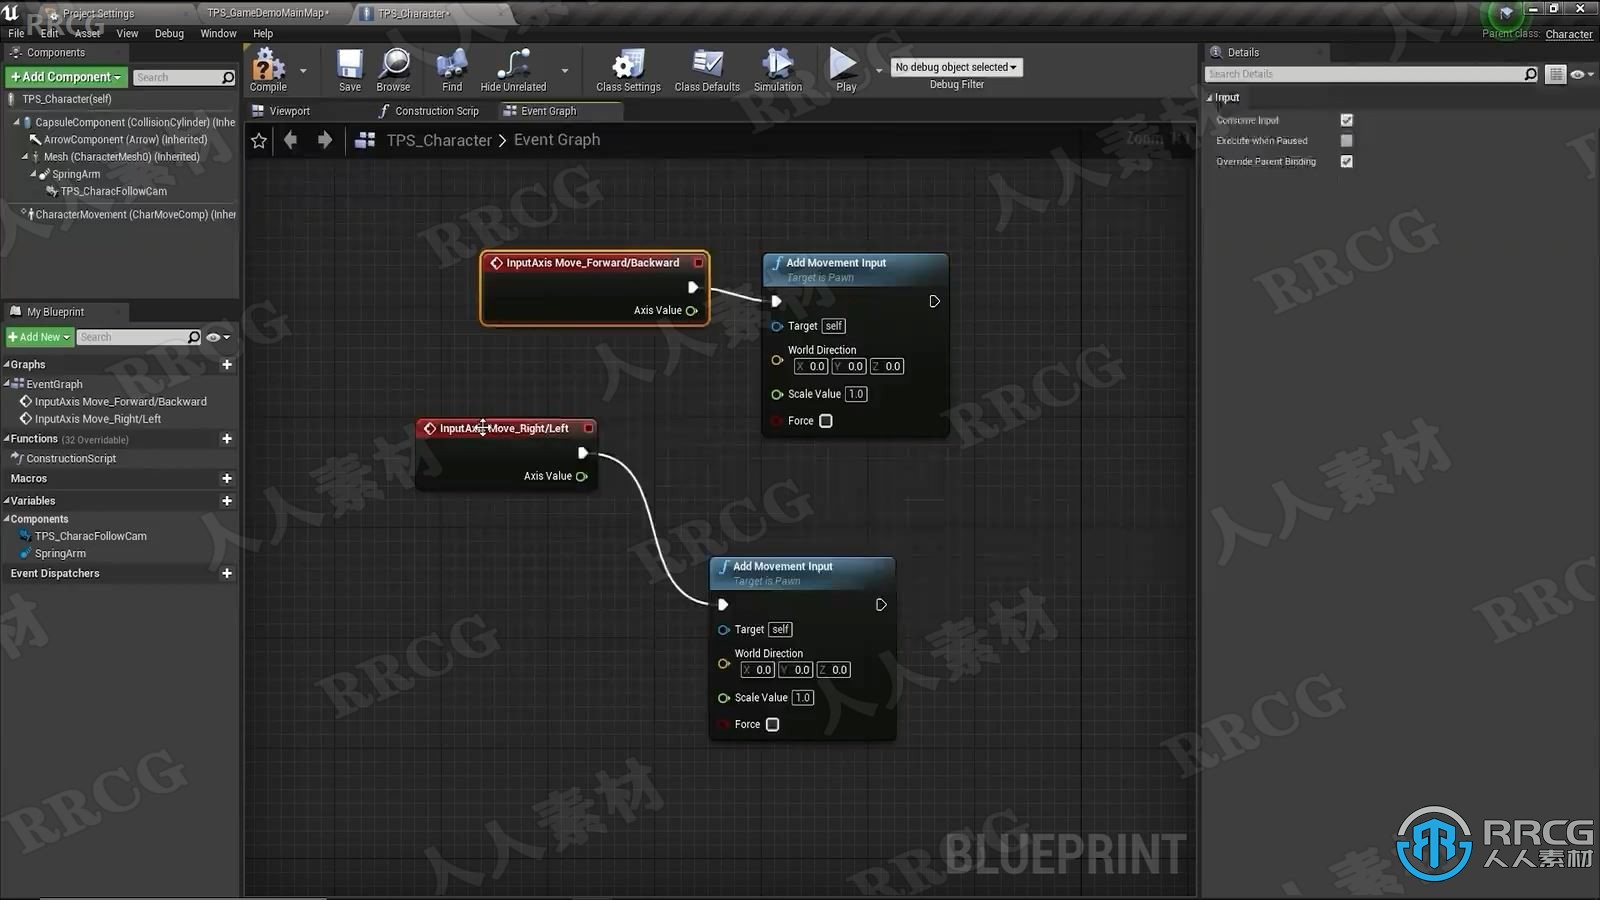 Project Settings
TPS_GameDemoMainMap*
TPS_Character*
File Edit Asset View Debug Window Help
Parent class: Character
Components
+Add Component
Search
TPS_Character(self)
CapsuleComponent (CollisionCylinder) (Inhe
ArrowComponent (Arrow) (Inherited)
Mesh (CharacterMesh0) (Inherited)
SpringArm
TPS_CharacFollowCam
CharacterMovement (CharMoveComp) (Inher
Compile
Save
Browse
Find
Hide Unrelated
Class Settings
Class Defaults
Simulation
Play
No debug object selected
Debug Filter
Viewport
Construction Scrip
Event Graph
TPS_Character > Event Graph
Zoom 1:1
My Blueprint
+Add New
Search
Graphs
EventGraph
InputAxis Move_Forward/Backward
InputAxis Move_Right/Left
Functions (32 Overridable)
ConstructionScript
Macros
Variables
Components
TPS_CharacFollowCam
SpringArm
Event Dispatchers
InputAxis Move_Forward/Backward
Axis Value
Add Movement Input
Target is Pawn
Target self
World Direction
X 0.0 Y 0.0 Z 0.0
Scale Value 1.0
Force
InputAxis Move_Right/Left
Axis Value
Add Movement Input
Target is Pawn
Target self
World Direction
X 0.0 Y 0.0 Z 0.0
Scale Value 1.0
Force
BLUEPRINT
Details
Search Details
Input
Consume Input
Execute when Paused
Override Parent Binding
RRCG
人人素材